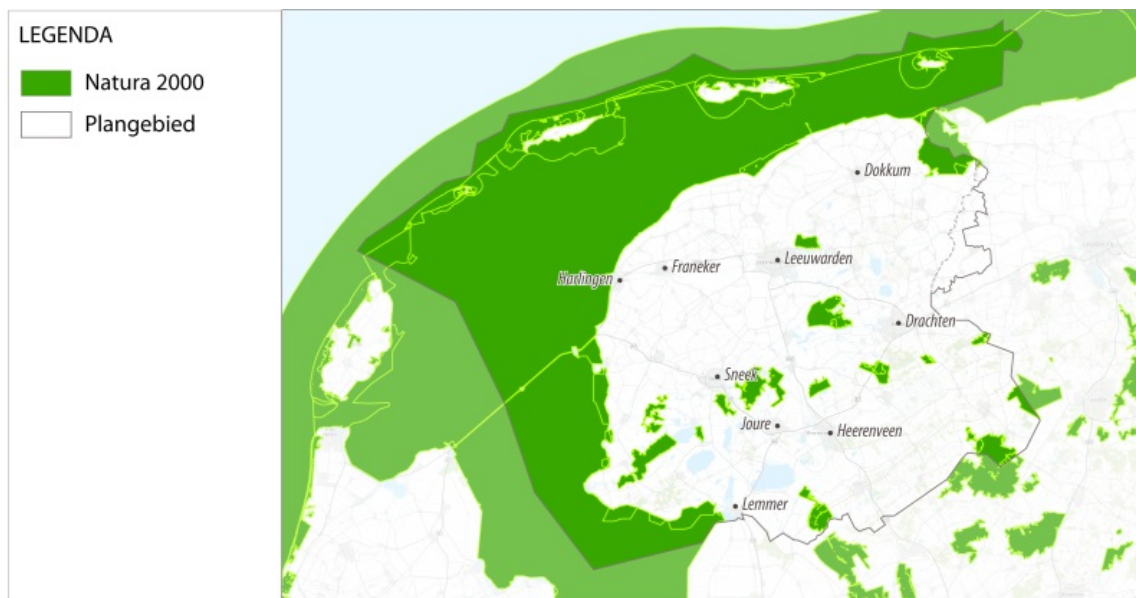 LEGENDA
Natura 2000
Plangebied
Dokkum
Leeuwarden
Franeker
Harlingen
Drachten
Sneek
Joure
Heerenveen
Lemmer